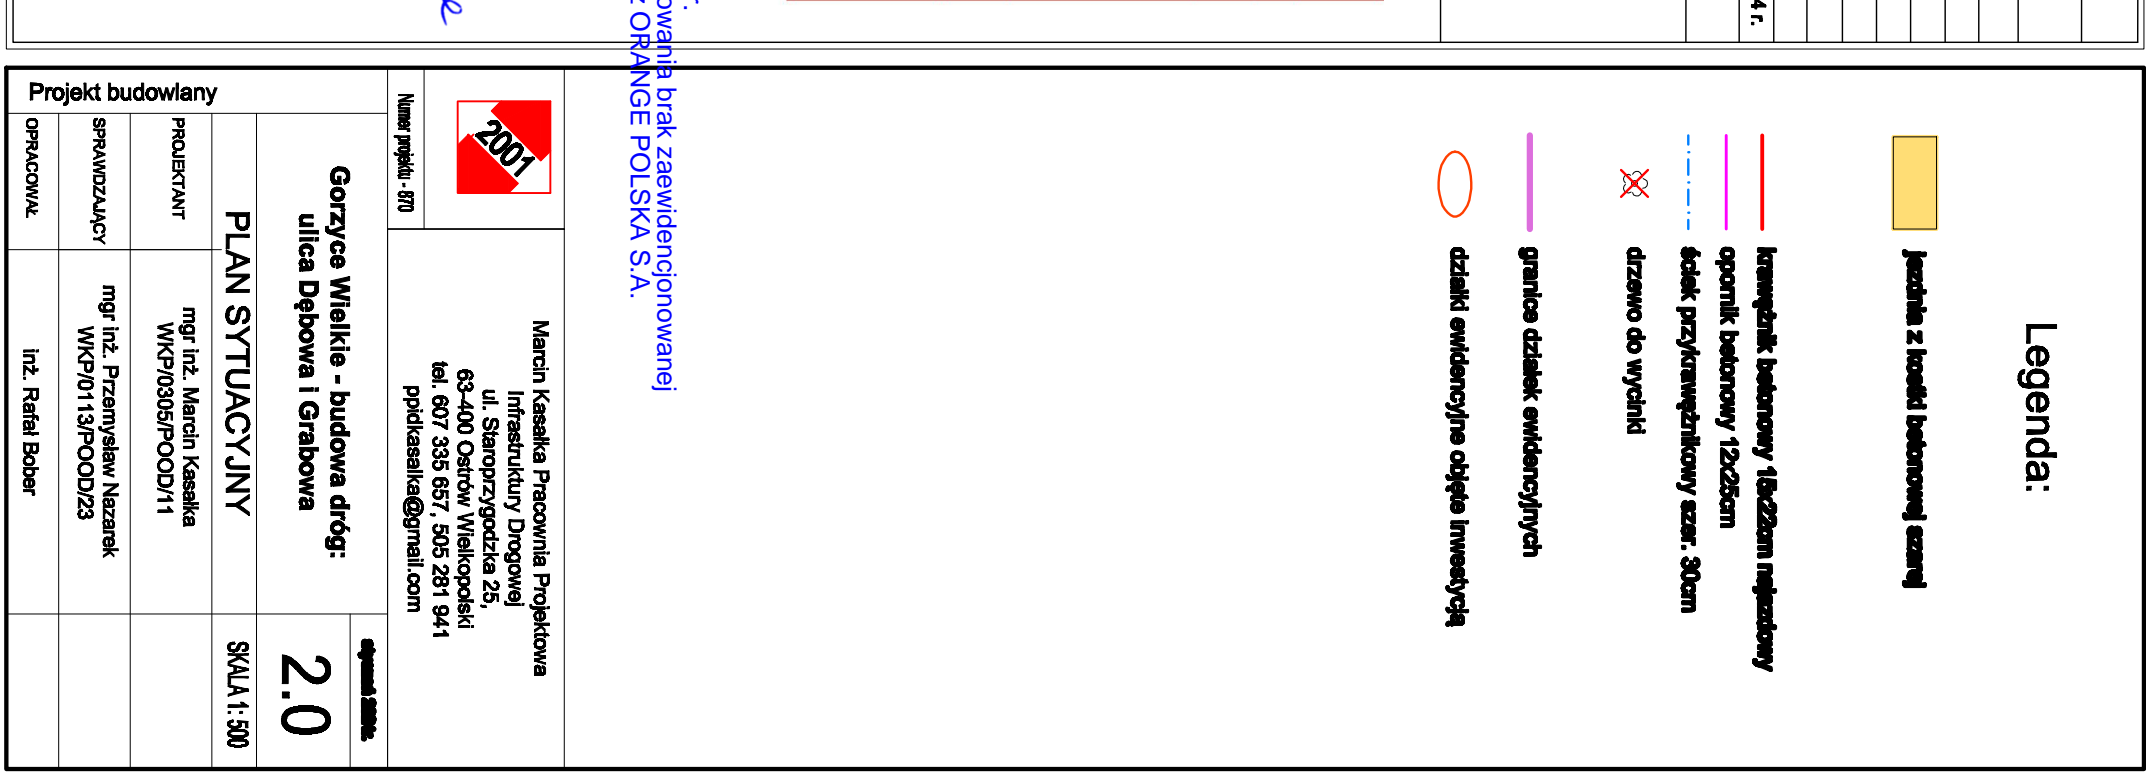 Legenda:
jezdnia z kostki betonowej szarej
krawężnik betonowy 15x22cm najazdowy
opornik betonowy 12x25cm
ściek przykrawężnikowy szer. 30cm
drzewo do wycinki
granice działek ewidencyjnych
działki ewidencyjne objęte inwestycją
4 r.
owania brak zaewidencjonowanej
z ORANGE POLSKA S.A.
2001
Marcin Kasałka Pracownia Projektowa
Infrastruktury Drogowej
ul. Staroprzygodzka 25,
63-400 Ostrów Wielkopolski
tel. 607 335 657, 505 281 941
ppidkasalka@gmail.com
Numer projektu - 870
Gorzyce Wielkie - budowa dróg:
ulica Dębowa i Grabowa
2.0
PLAN SYTUACYJNY
SKALA 1: 500
PROJEKTANT
mgr inż. Marcin Kasałka
WKP/0305/POOD/11
SPRAWDZAJĄCY
mgr inż. Przemysław Nazarek
WKP/0113/POOD/23
OPRACOWAŁ
inż. Rafał Bober
Projekt budowlany